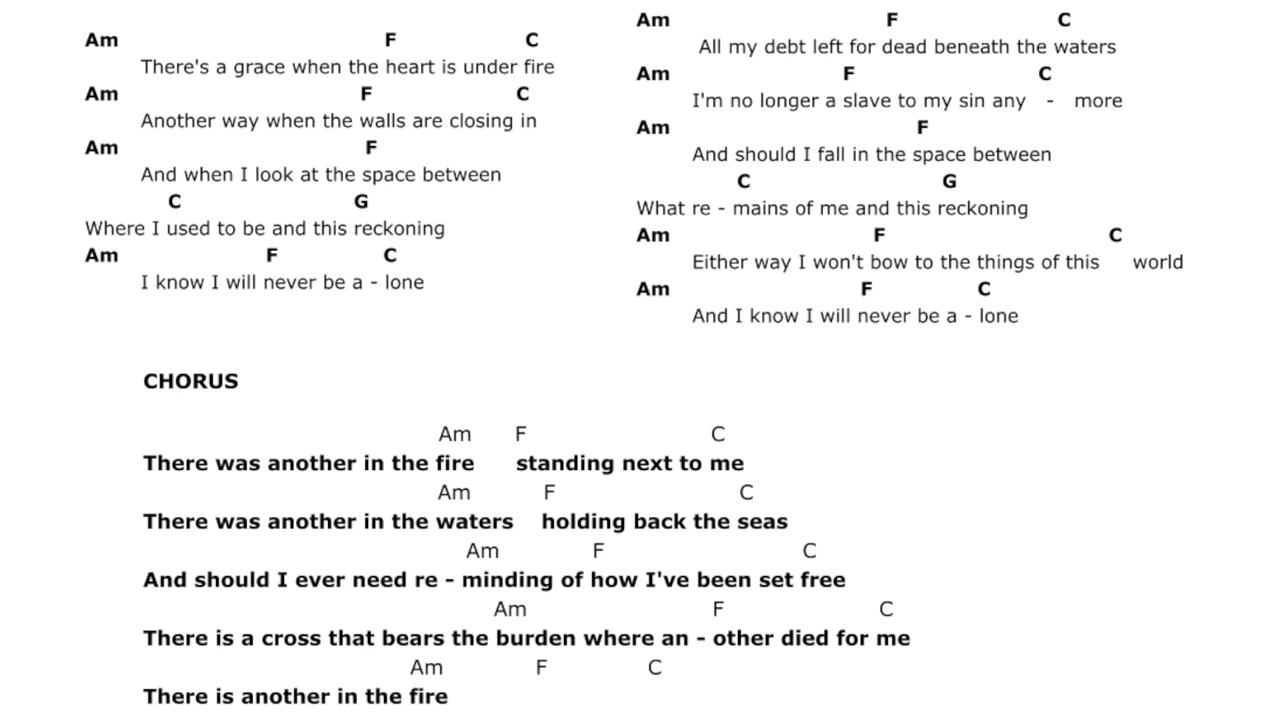 Am F C
There's a grace when the heart is under fire
Am F C
Another way when the walls are closing in
Am F
And when I look at the space between
C G
Where I used to be and this reckoning
Am F C
I know I will never be a - lone
Am F C
All my debt left for dead beneath the waters
Am F C
I'm no longer a slave to my sin any - more
Am F
And should I fall in the space between
C G
What re - mains of me and this reckoning
Am F C
Either way I won't bow to the things of this world
Am F C
And I know I will never be a - lone
CHORUS
Am F C
There was another in the fire standing next to me
Am F C
There was another in the waters holding back the seas
Am F C
And should I ever need re - minding of how I've been set free
Am F C
There is a cross that bears the burden where an - other died for me
Am F C
There is another in the fire